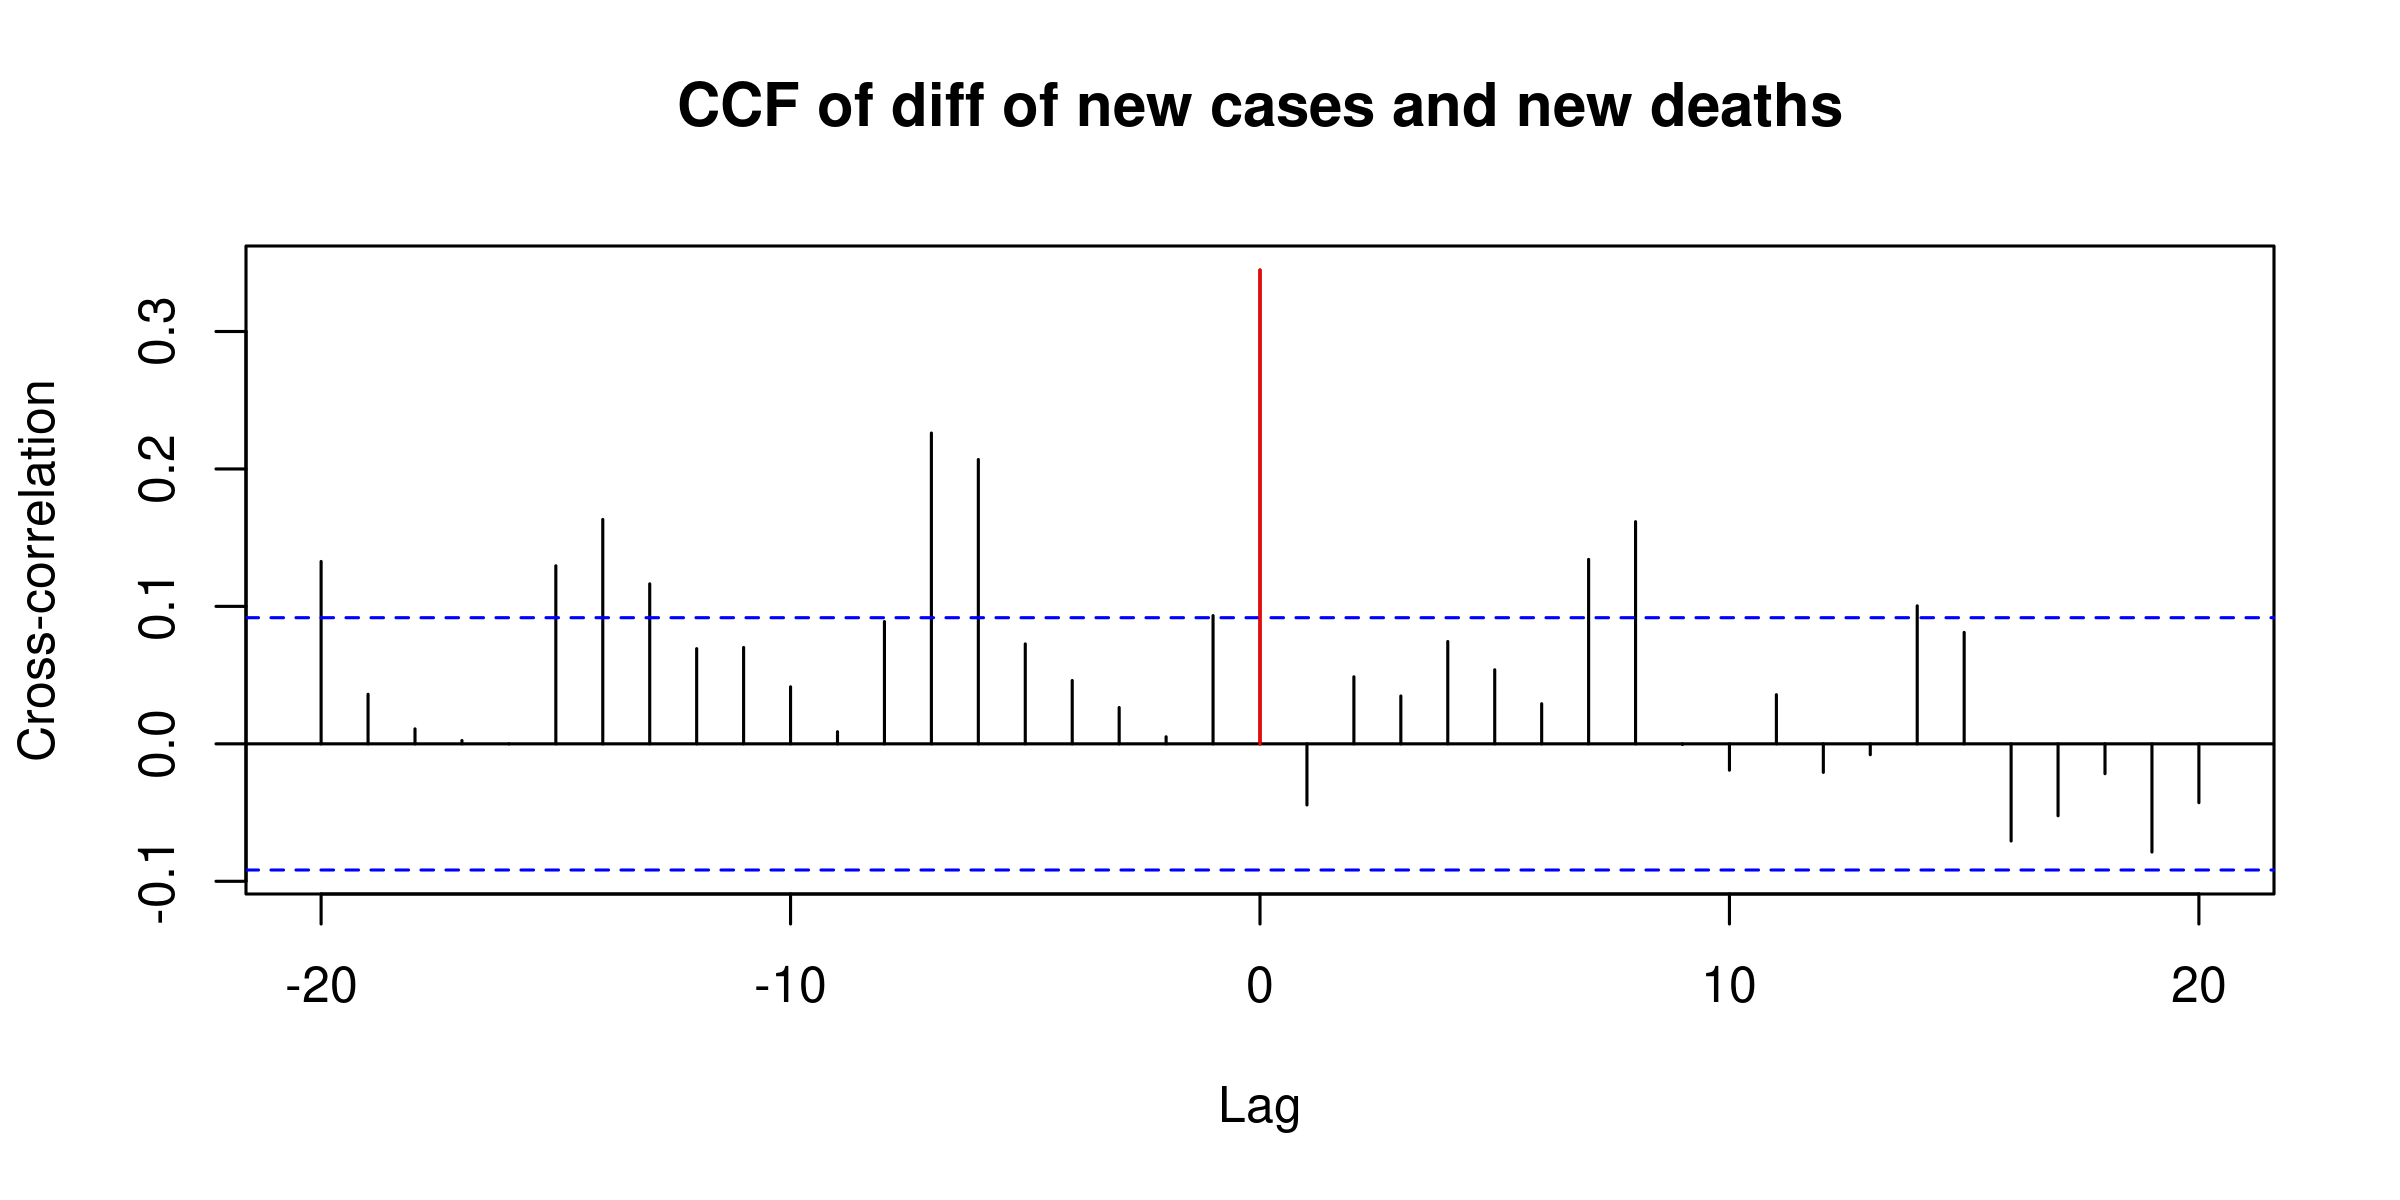 CCF of diff of new cases and new deaths
Cross-correlation
0.3
0.2
0.1
0.0
-0.1
-20 -10 0 10 20
Lag